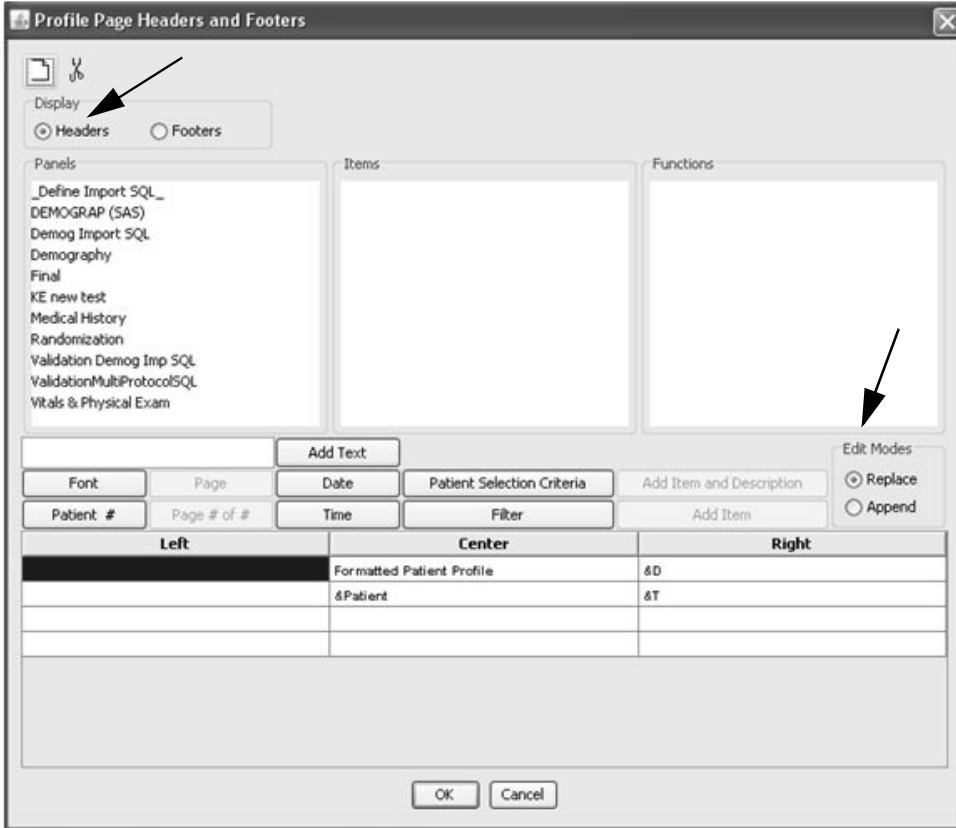 Profile Page Headers and Footers
Display
Headers Footers
Panels Items Functions
_Define Import SQL_
DEMOGRAP (SAS)
Demog Import SQL
Demography
Final
KE new test
Medical History
Randomization
Validation Demog Imp SQL
ValidationMultiProtocolSQL
Vitals & Physical Exam
Add Text Edit Modes
Font Page Date Patient Selection Criteria Add Item and Description Replace
Patient # Page # of # Time Filter Add Item Append
Left Center Right
Formatted Patient Profile &D
&Patient &T
OK Cancel